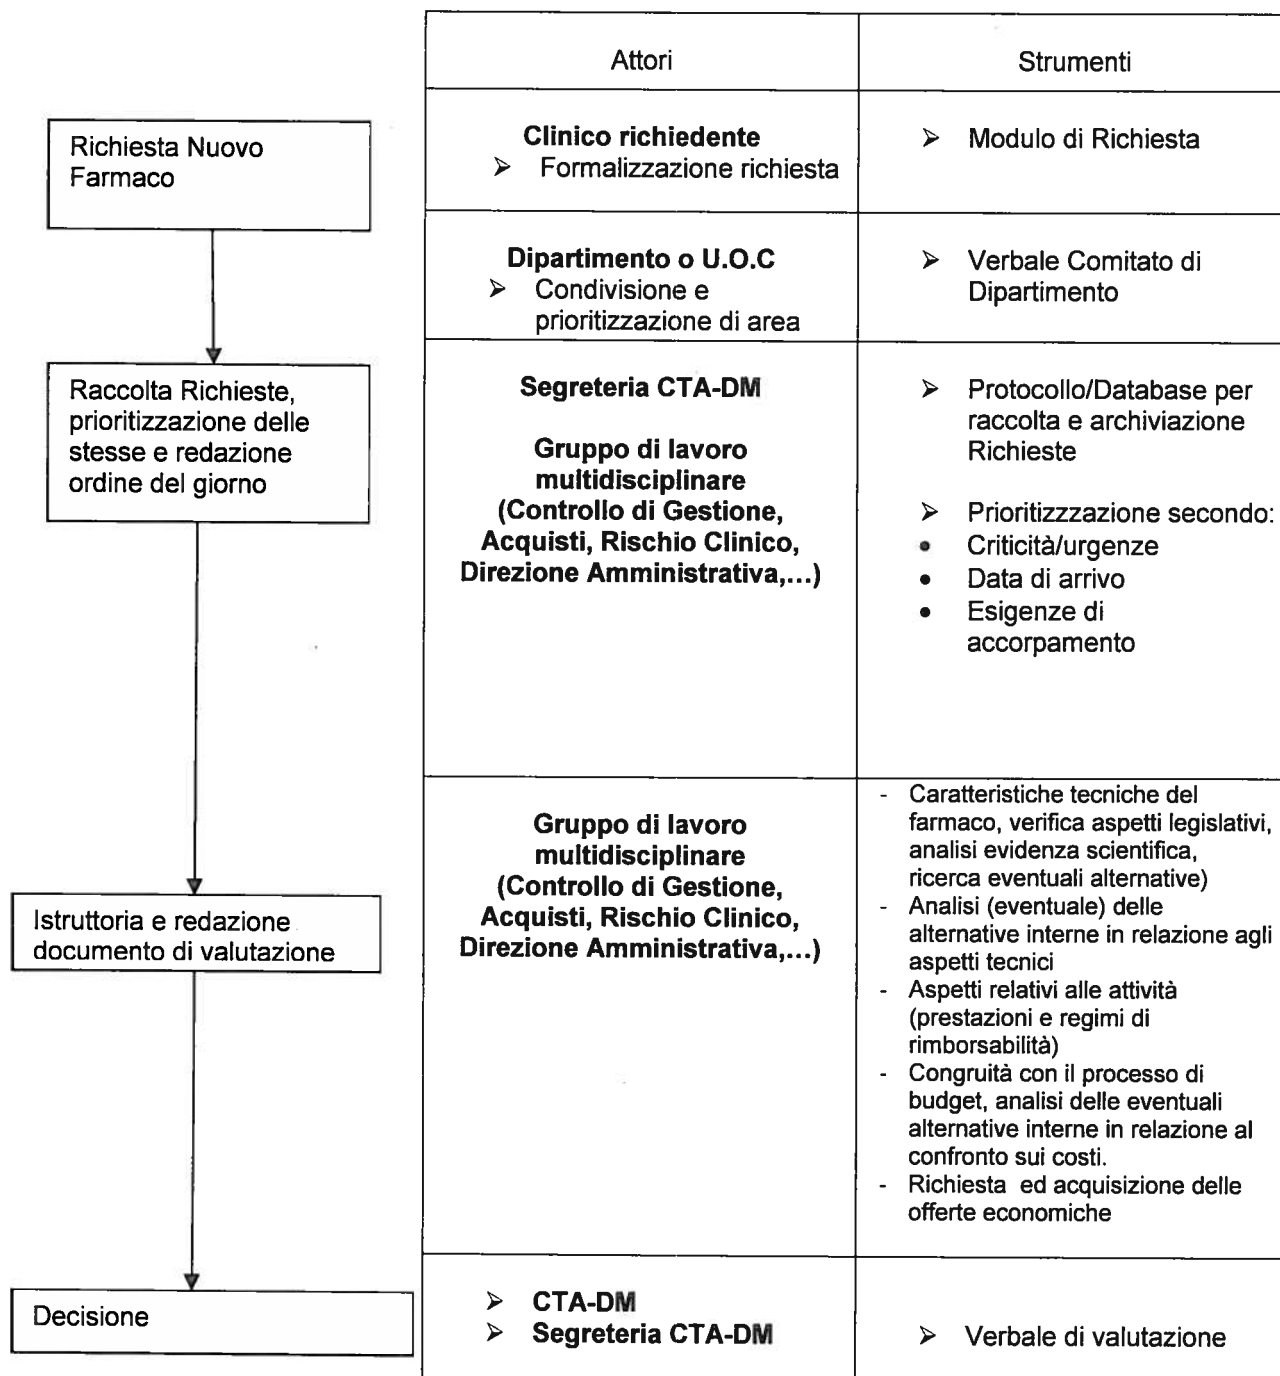 Attori
Strumenti
Richiesta Nuovo
Farmaco
Clinico richiedente
➢ Formalizzazione richiesta
➢ Modulo di Richiesta
Dipartimento o U.O.C
➢ Condivisione e
prioritizzazione di area
➢ Verbale Comitato di
Dipartimento
Raccolta Richieste,
prioritizzazione delle
stesse e redazione
ordine del giorno
Segreteria CTA-DM
Gruppo di lavoro
multidisciplinare
(Controllo di Gestione,
Acquisti, Rischio Clinico,
Direzione Amministrativa,...)
➢ Protocollo/Database per
raccolta e archiviazione
Richieste
➢ Prioritizzzazione secondo:
• Criticità/urgenze
• Data di arrivo
• Esigenze di
accorpamento
Istruttoria e redazione
documento di valutazione
Gruppo di lavoro
multidisciplinare
(Controllo di Gestione,
Acquisti, Rischio Clinico,
Direzione Amministrativa,...)
- Caratteristiche tecniche del
farmaco, verifica aspetti legislativi,
analisi evidenza scientifica,
ricerca eventuali alternative)
- Analisi (eventuale) delle
alternative interne in relazione agli
aspetti tecnici
- Aspetti relativi alle attività
(prestazioni e regimi di
rimborsabilità)
- Congruità con il processo di
budget, analisi delle eventuali
alternative interne in relazione al
confronto sui costi.
- Richiesta ed acquisizione delle
offerte economiche
Decisione
➢ CTA-DM
➢ Segreteria CTA-DM
➢ Verbale di valutazione